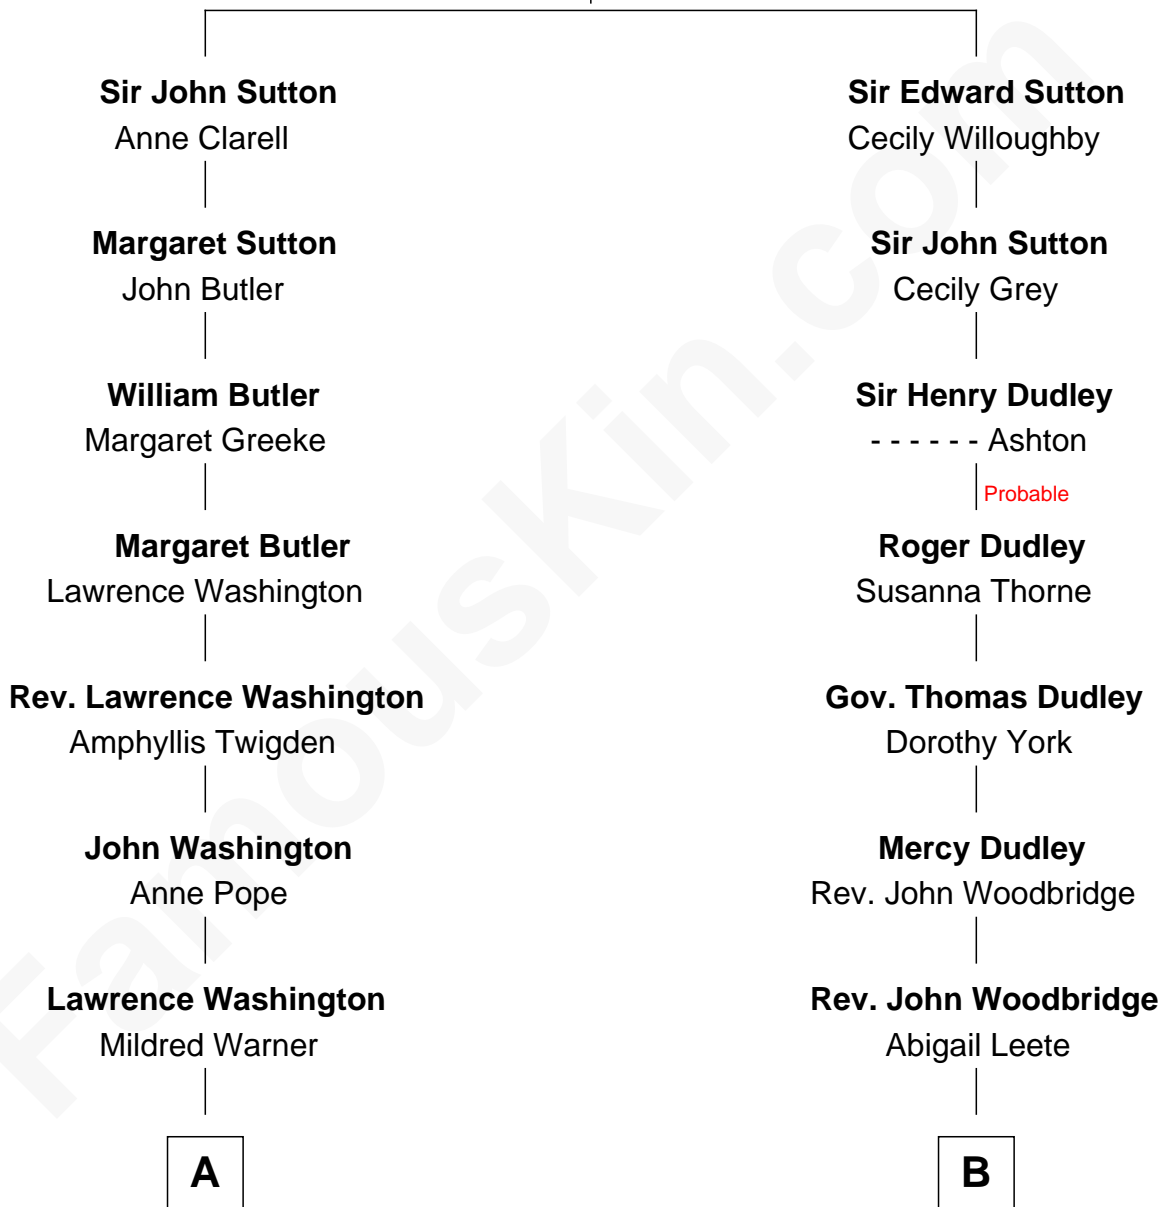 Sir John Sutton
Anne Clarell
Margaret Sutton
John Butler
William Butler
Margaret Greeke
Margaret Butler
Lawrence Washington
Rev. Lawrence Washington
Amphyllis Twigden
John Washington
Anne Pope
Lawrence Washington
Mildred Warner
A
Sir Edward Sutton
Cecily Willoughby
Sir John Sutton
Cecily Grey
Sir Henry Dudley
- - - - - - Ashton
Probable
Roger Dudley
Susanna Thorne
Gov. Thomas Dudley
Dorothy York
Mercy Dudley
Rev. John Woodbridge
Rev. John Woodbridge
Abigail Leete
B
FamousKin.com